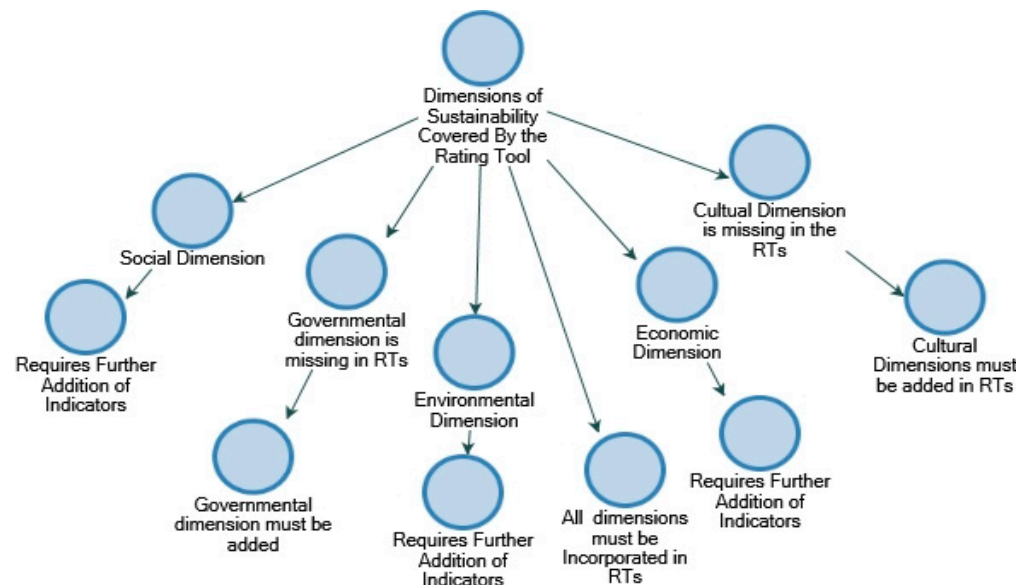 Dimensions of
Sustainability
Covered By the
Rating Tool
Cultual Dimension
is missing in the
RTs
Social Dimension
Governmental
dimension is
missing in RTs
Economic
Dimension
Cultural
Dimensions must
be added in RTs
Requires Further
Addition of
Indicators
Environmental
Dimension
Requires Further
Addition of
Indicators
Governmental
dimension must be
added
All dimensions
must be
Incorporated in
RTs
Requires Further
Addition of
Indicators